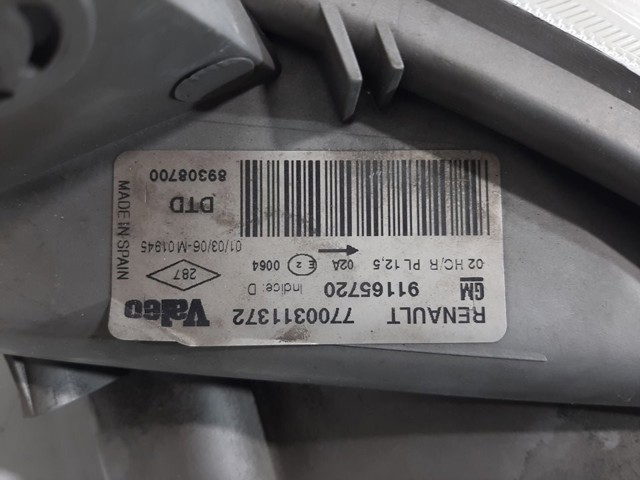 RENAULT 7700311372 Valeo
GM 91165720 Indice: D 287
02 HC/R PL 12,5 02A E2 0064 01/03/06-M 01945
DTD
89308700
MADE IN SPAIN